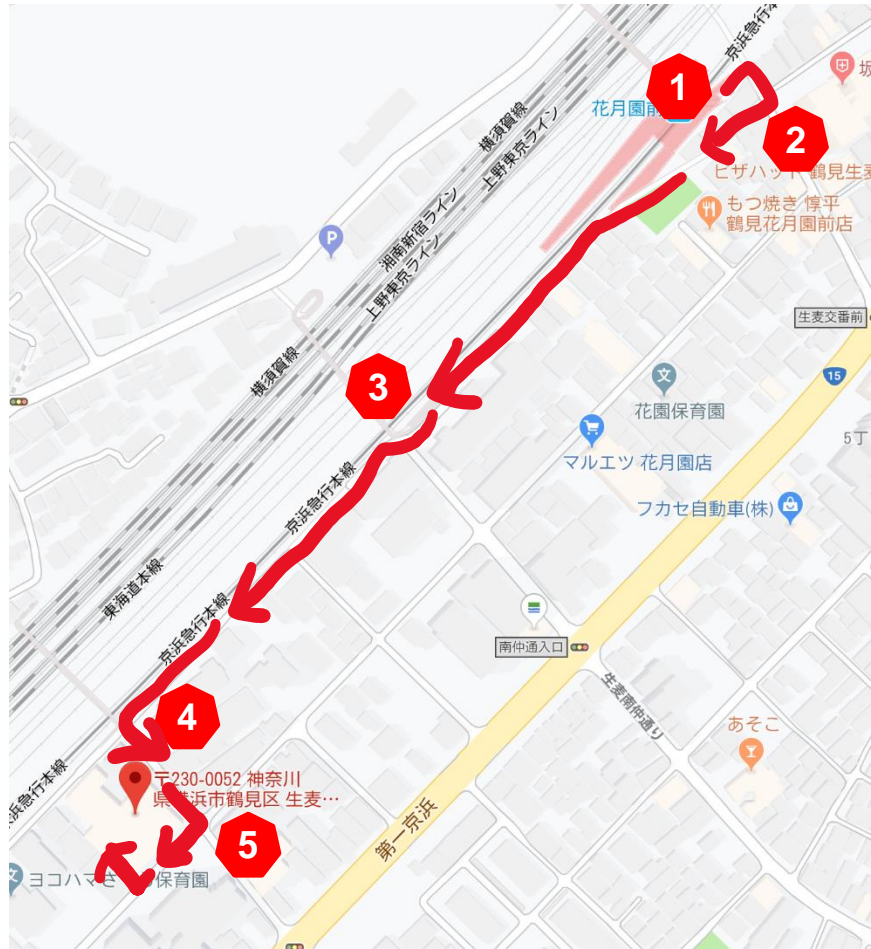 京浜急行本線
1
坂
花月園前
横須賀線
上野東京ライン
2
ピザハット 鶴見生麦
もつ焼き 惇平
鶴見花月園前店
湘南新宿ライン
上野東京ライン
P
生麦交番前
横須賀線
15
文
3
花園保育園
5丁
マルエツ 花月園店
フカセ自動車(株)
京浜急行本線
東海道本線
京浜急行本線
南仲通入口
生麦南仲通り
4
あそこ
〒230-0052 神奈川
県横浜市鶴見区 生麦…
京浜急行本線
第一京浜
5
文
ヨコハマき
保育園